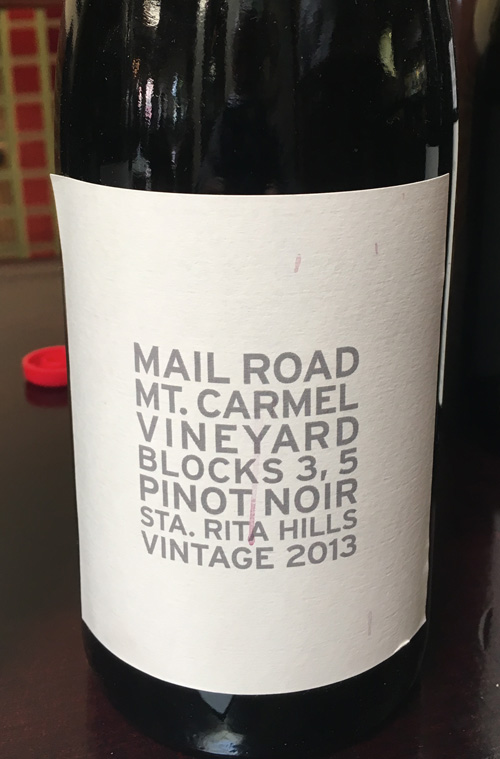 MAIL ROAD
MT. CARMEL
VINEYARD
BLOCKS 3, 5
PINOT NOIR
STA. RITA HILLS
VINTAGE 2013